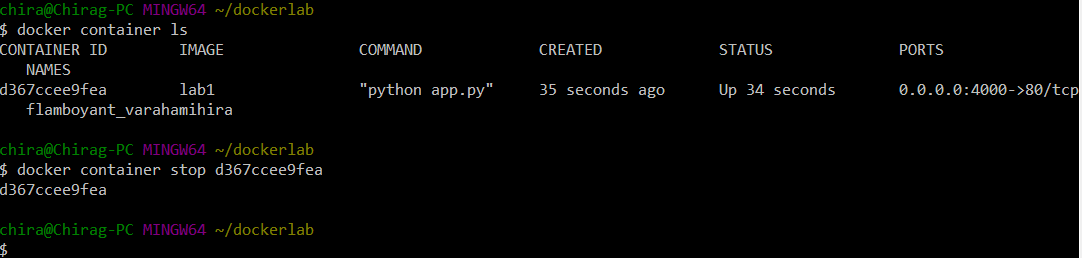 chira@Chirag-PC MINGW64 ~/dockerlab
$ docker container ls
CONTAINER ID        IMAGE               COMMAND             CREATED             STATUS              PORTS
   NAMES
d367ccee9fea        lab1                "python app.py"     35 seconds ago      Up 34 seconds       0.0.0.0:4000->80/tcp
   flamboyant_varahamihira
chira@Chirag-PC MINGW64 ~/dockerlab
$ docker container stop d367ccee9fea
d367ccee9fea
chira@Chirag-PC MINGW64 ~/dockerlab
$